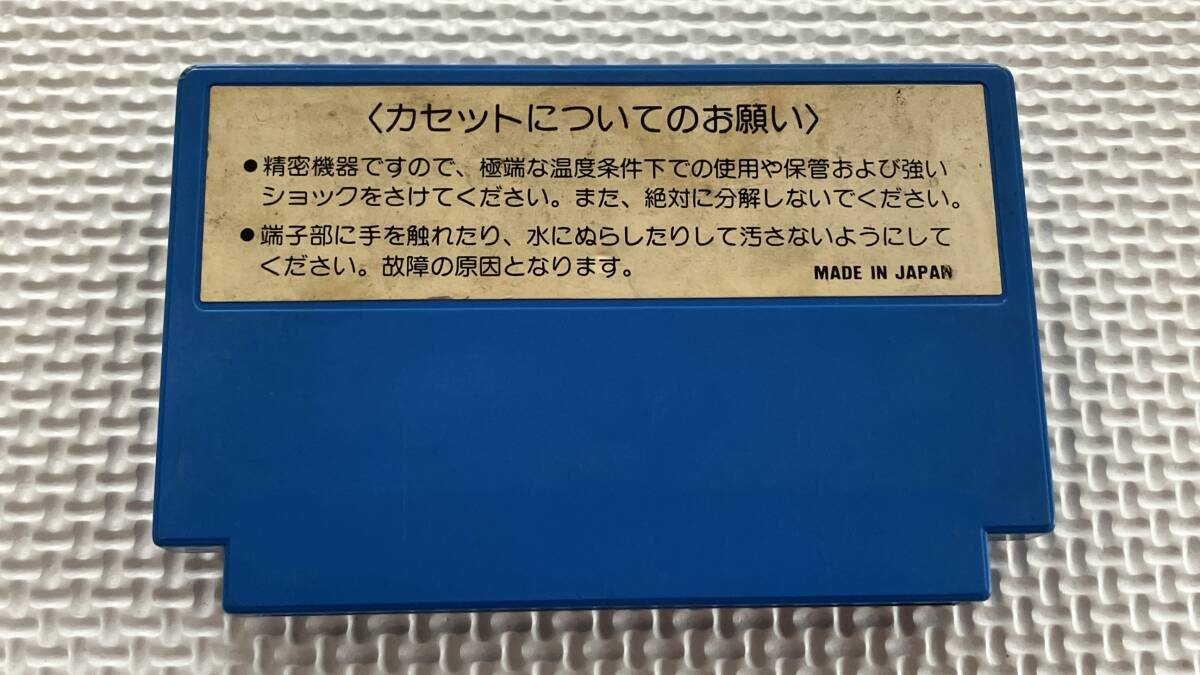 〈カセットについてのお願い〉
●精密機器ですので、極端な温度条件下での使用や保管および強い
ショックをさけてください。また、絶対に分解しないでください。
●端子部に手を触れたり、水にぬらしたりして汚さないようにして
ください。故障の原因となります。
MADE IN JAPAN